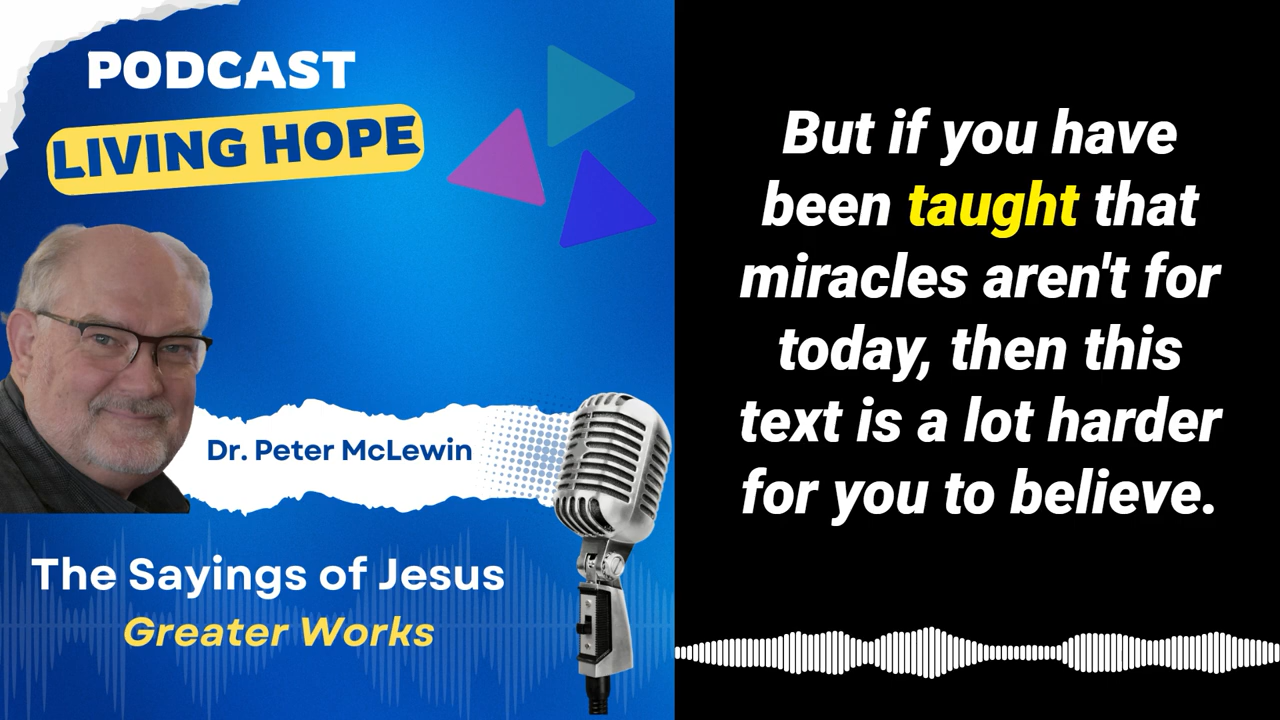 PODCAST
LIVING HOPE
Dr. Peter McLewin
The Sayings of Jesus
Greater Works
But if you have
been taught that
miracles aren't for
today, then this
text is a lot harder
for you to believe.